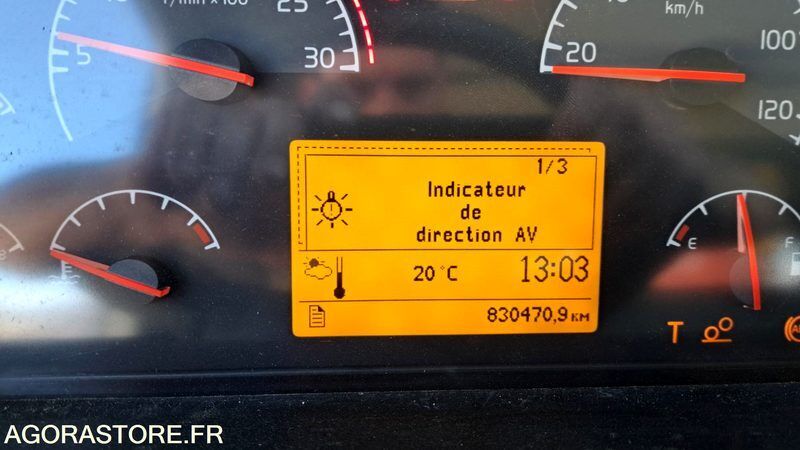 r/min x 100
25
5
30
km/h
20
100
120
1/3
Indicateur
de
direction AV
20°C
13:03
830470,9 KM
E
F
T
AGORASTORE.FR